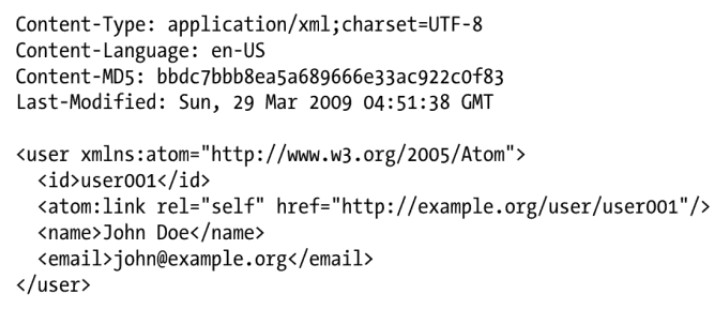 Content-Type: application/xml;charset=UTF-8
Content-Language: en-US
Content-MD5: bbdc7bbb8ea5a689666e33ac922c0f83
Last-Modified: Sun, 29 Mar 2009 04:51:38 GMT

<user xmlns:atom="http://www.w3.org/2005/Atom">
  <id>user001</id>
  <atom:link rel="self" href="http://example.org/user/user001"/>
  <name>John Doe</name>
  <email>john@example.org</email>
</user>